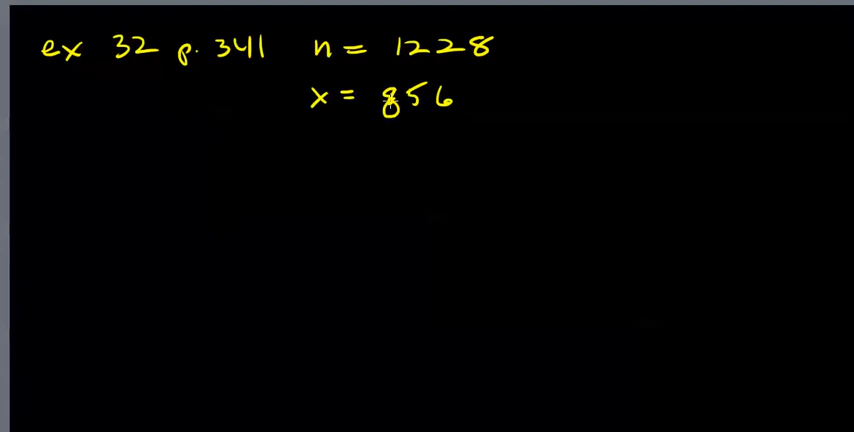 ex 32 p. 341 n = 1228
x = 856